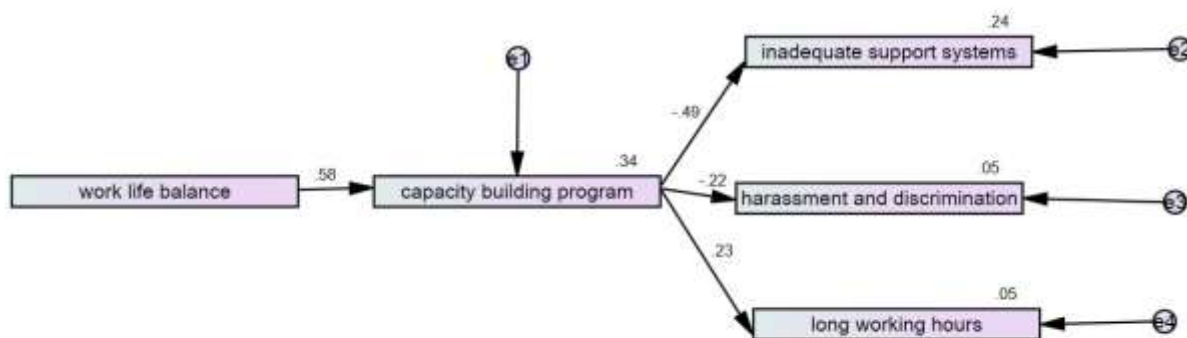 .24
e1
inadequate support systems
e2
-.49
.34
05
.58
work life balance
capacity building program
-.22
harassment and discrimination
e3
.23
.05
long working hours
e4